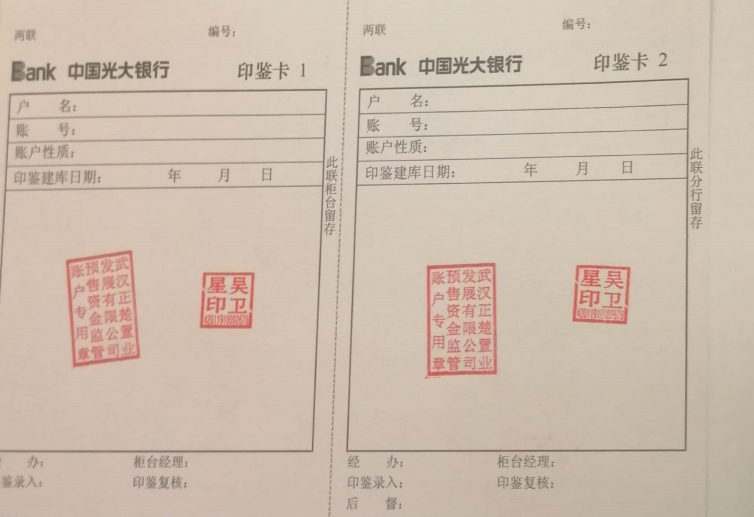 两联 编号:
Bank 中国光大银行 印鉴卡 1
户 名:
账 号:
账户性质:
印鉴建库日期: 年 月 日
此联柜台留存
武汉正楚置业
发展有限公司
预售资金监管
账户专用章
吴卫
星印
办: 柜台经理:
鉴录入: 印鉴复核:
两联 编号:
Bank 中国光大银行 印鉴卡 2
户 名:
账 号:
账户性质:
印鉴建库日期: 年 月 日
此联分行留存
武汉正楚置业
发展有限公司
预售资金监管
账户专用章
吴卫
星印
经 办: 柜台经理:
印鉴录入: 印鉴复核:
后 督: